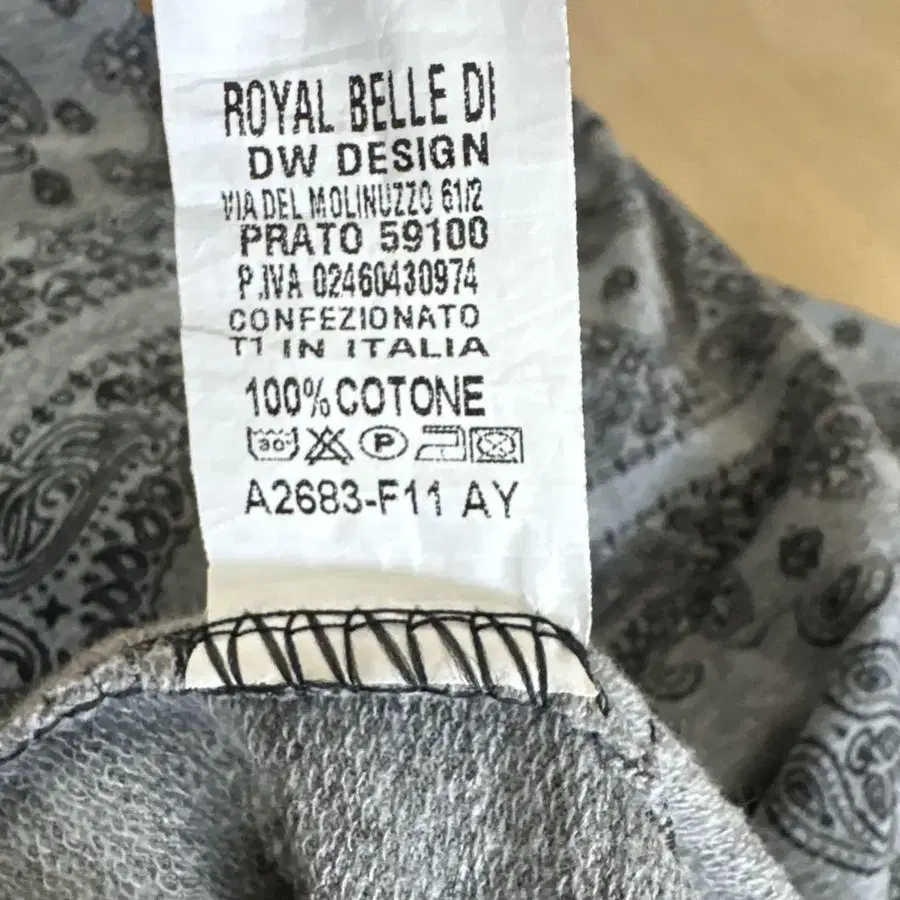 ROYAL BELLE DI
DW DESIGN
VIA DEL MOLINUZZO 61/2
PRATO 59100
P.IVA 02460430974
CONFEZIONATO
T1 IN ITALIA
100% COTONE
30° P
A2683-F11 AY